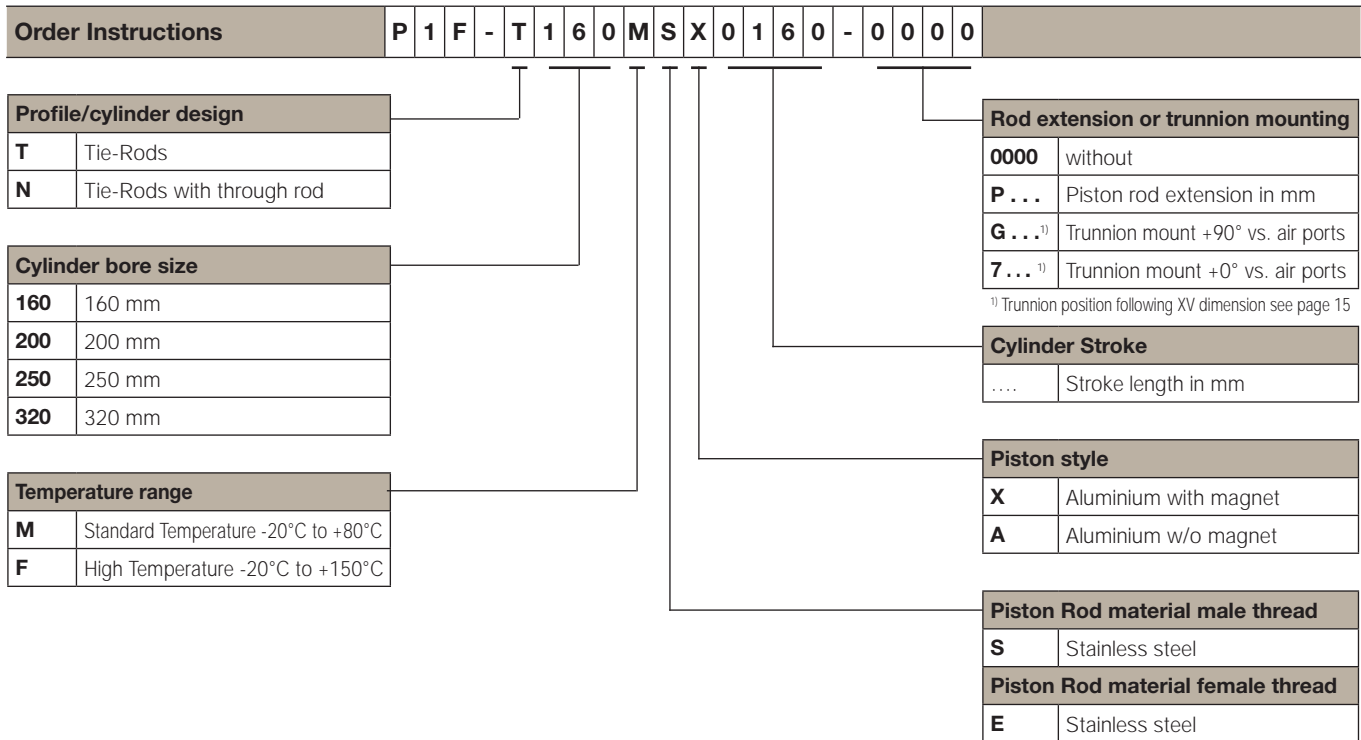 Order Instructions P 1 F - T 1 6 0 M S X 0 1 6 0 - 0 0 0 0
Profile/cylinder design
T Tie-Rods
N Tie-Rods with through rod
Cylinder bore size
160 160 mm
200 200 mm
250 250 mm
320 320 mm
Temperature range
M Standard Temperature -20°C to +80°C
F High Temperature -20°C to +150°C
Rod extension or trunnion mounting
0000 without
P . . . Piston rod extension in mm
G . . .¹⁾ Trunnion mount +90° vs. air ports
7 . . . ¹⁾ Trunnion mount +0° vs. air ports
¹⁾ Trunnion position following XV dimension see page 15
Cylinder Stroke
.... Stroke length in mm
Piston style
X Aluminium with magnet
A Aluminium w/o magnet
Piston Rod material male thread
S Stainless steel
Piston Rod material female thread
E Stainless steel